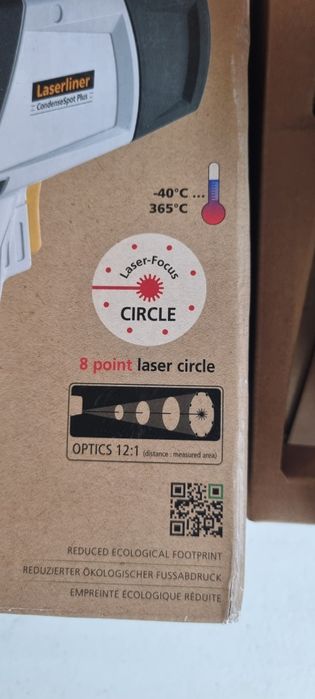 Laserliner
CondenseSpot Plus
-40°C ...
365°C
Laser-Focus
CIRCLE
8 point laser circle
OPTICS 12:1 (distance : measured area)
REDUCED ECOLOGICAL FOOTPRINT
REDUZIERTER ÖKOLOGISCHER FUSSABDRUCK
EMPREINTE ÉCOLOGIQUE RÉDUITE